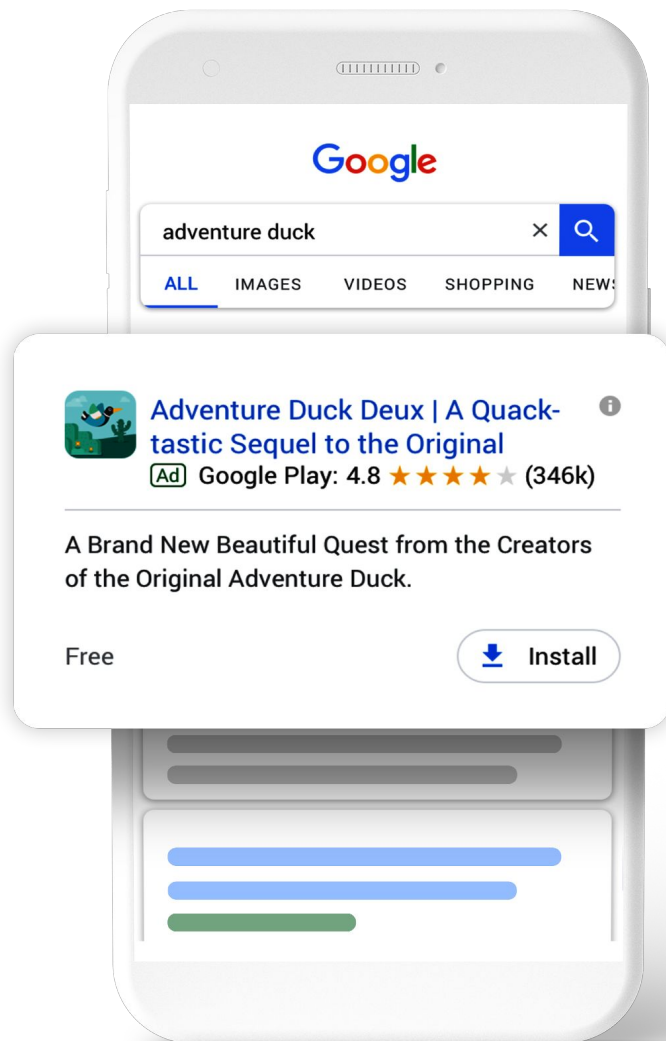 Google
adventure duck
ALL IMAGES VIDEOS SHOPPING NEWS
Adventure Duck Deux | A Quack-
tastic Sequel to the Original
Ad Google Play: 4.8 ★★★★★ (346k)
A Brand New Beautiful Quest from the Creators
of the Original Adventure Duck.
Free Install